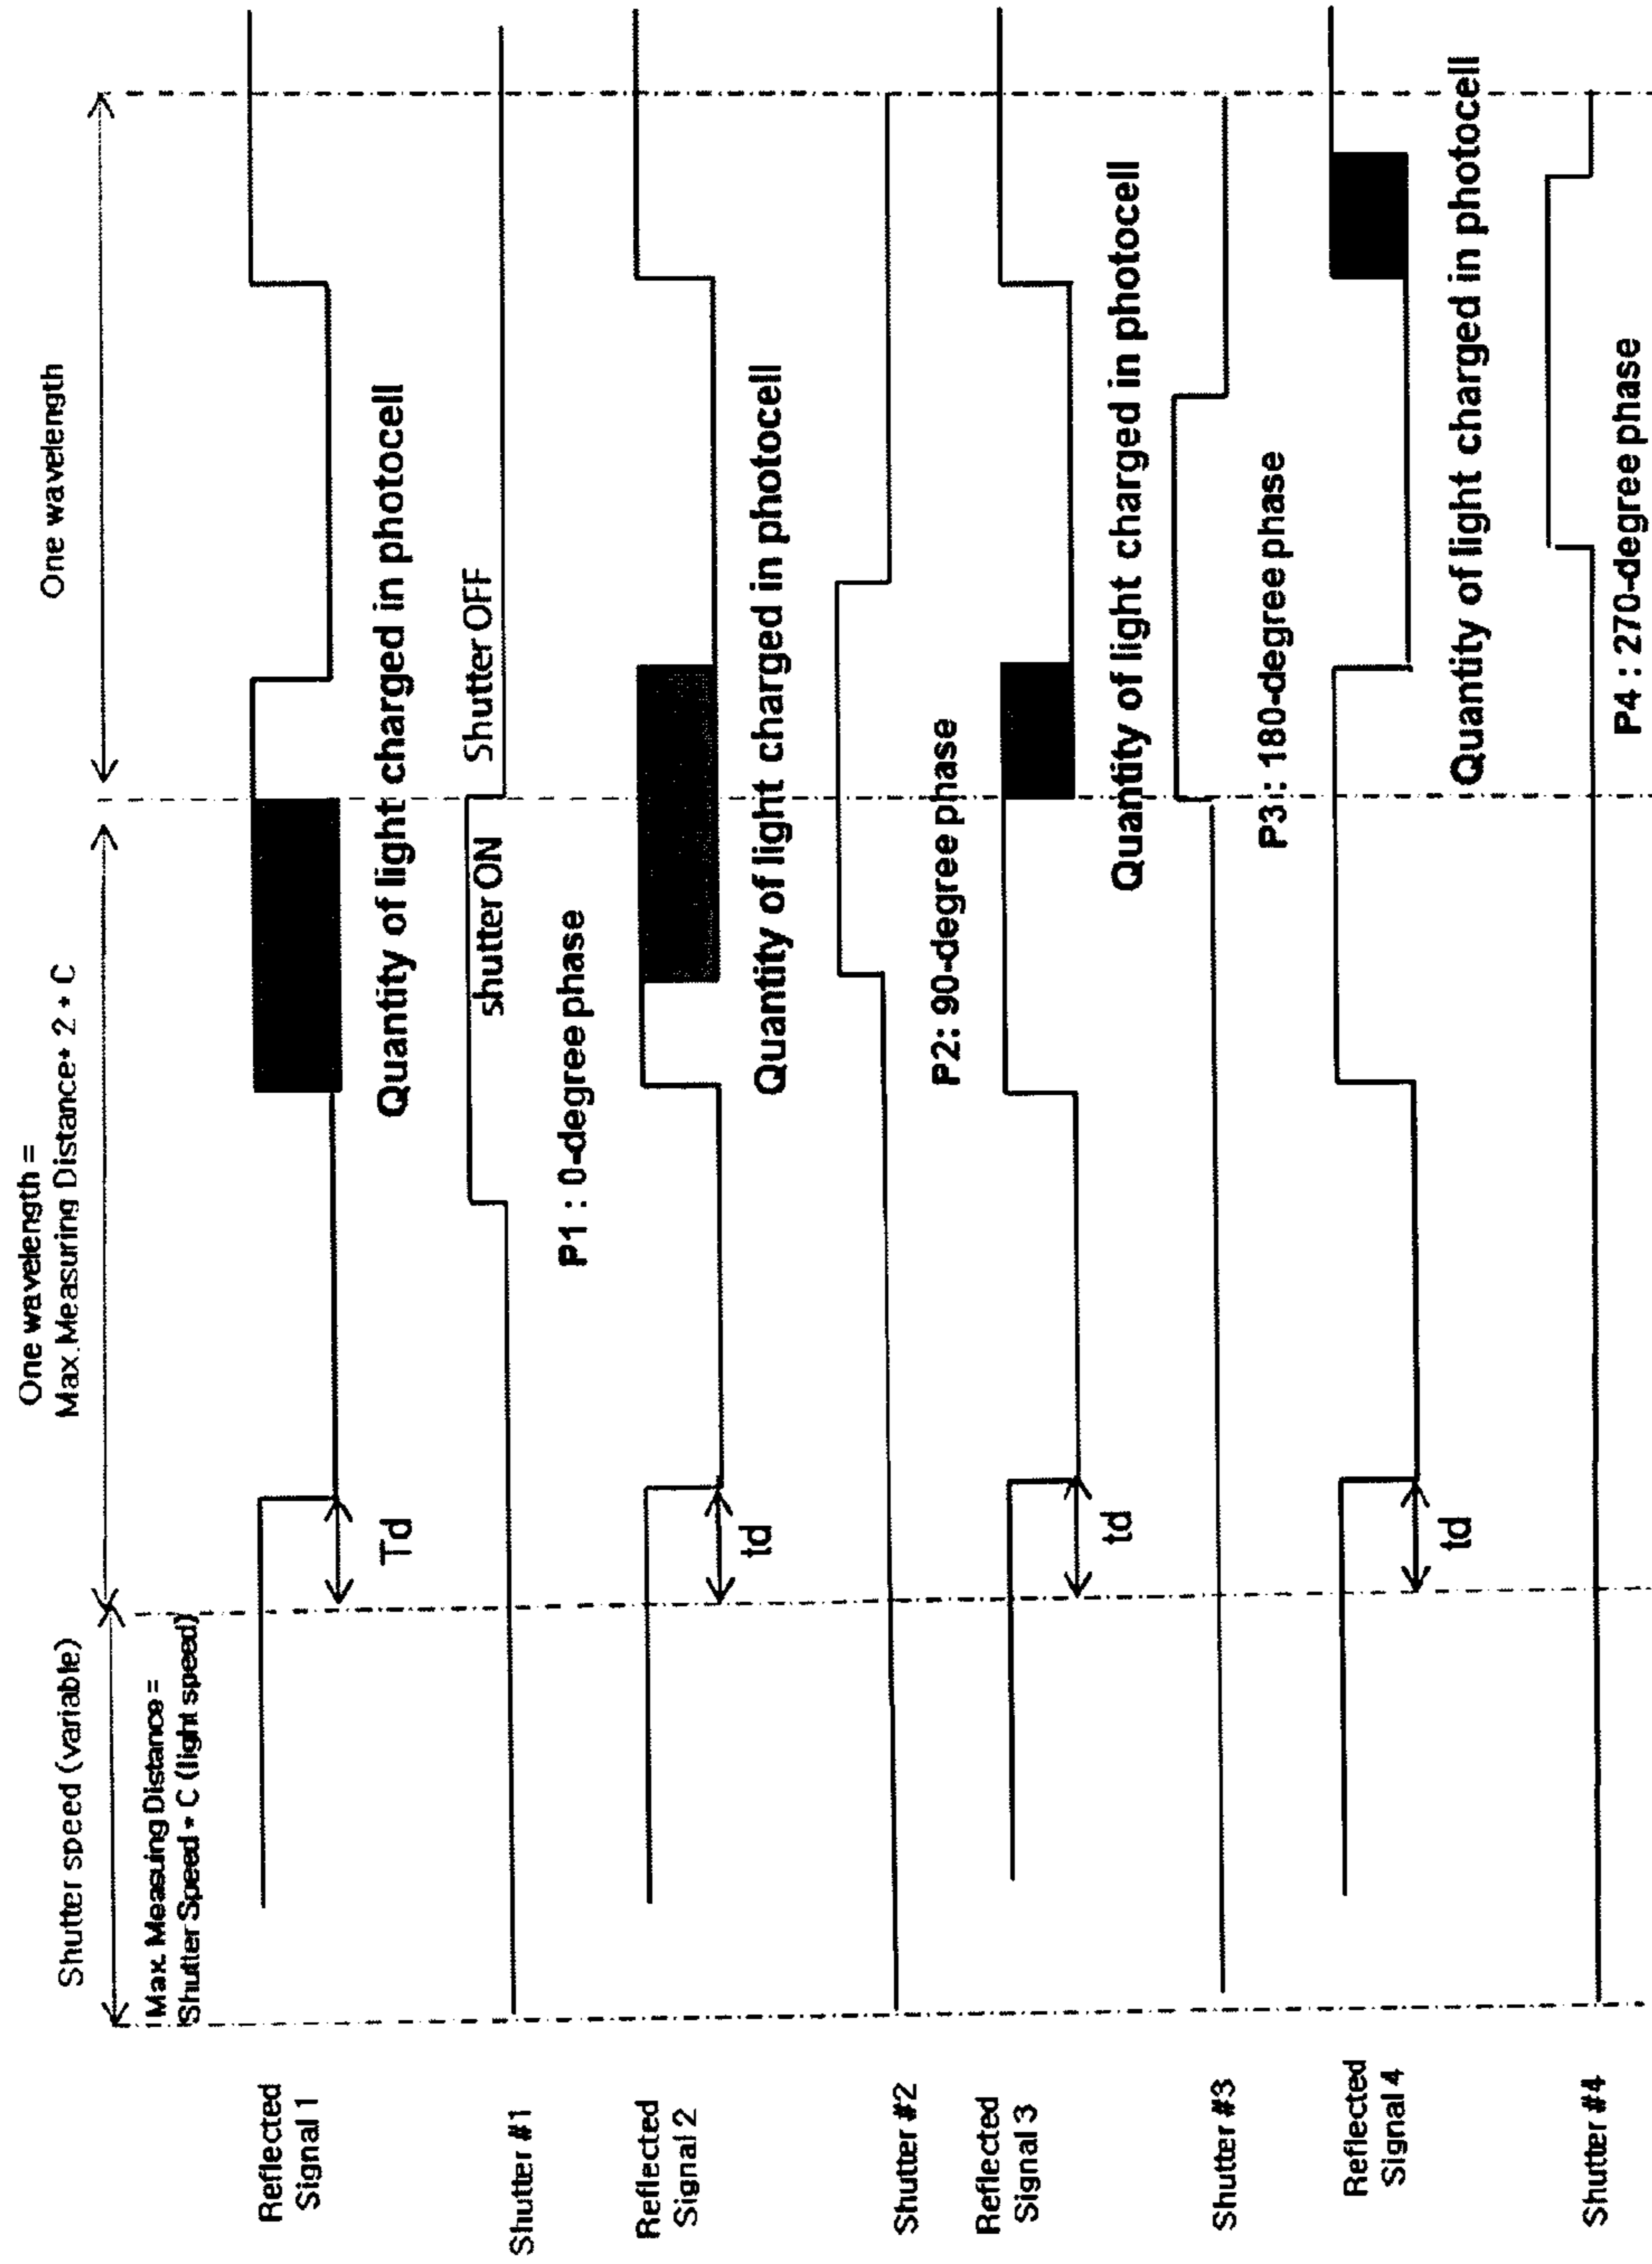 One wavelength =
Max.Measuring Distance* 2 * C
Shutter speed (variable)
One wavelength
Max. Measuring Distance =
Shutter Speed * C (light speed)
Reflected
Signal 1
Td
Quantity of light charged in photocell
Shutter #1
shutter ON
Shutter OFF
P1 : 0-degree phase
Reflected
Signal 2
td
Quantity of light charged in photocell
Shutter #2
P2: 90-degree phase
Reflected
Signal 3
td
Quantity of light charged in photocell
Shutter #3
P3 : 180-degree phase
Reflected
Signal 4
td
Quantity of light charged in photocell
Shutter #4
P4 : 270-degree phase